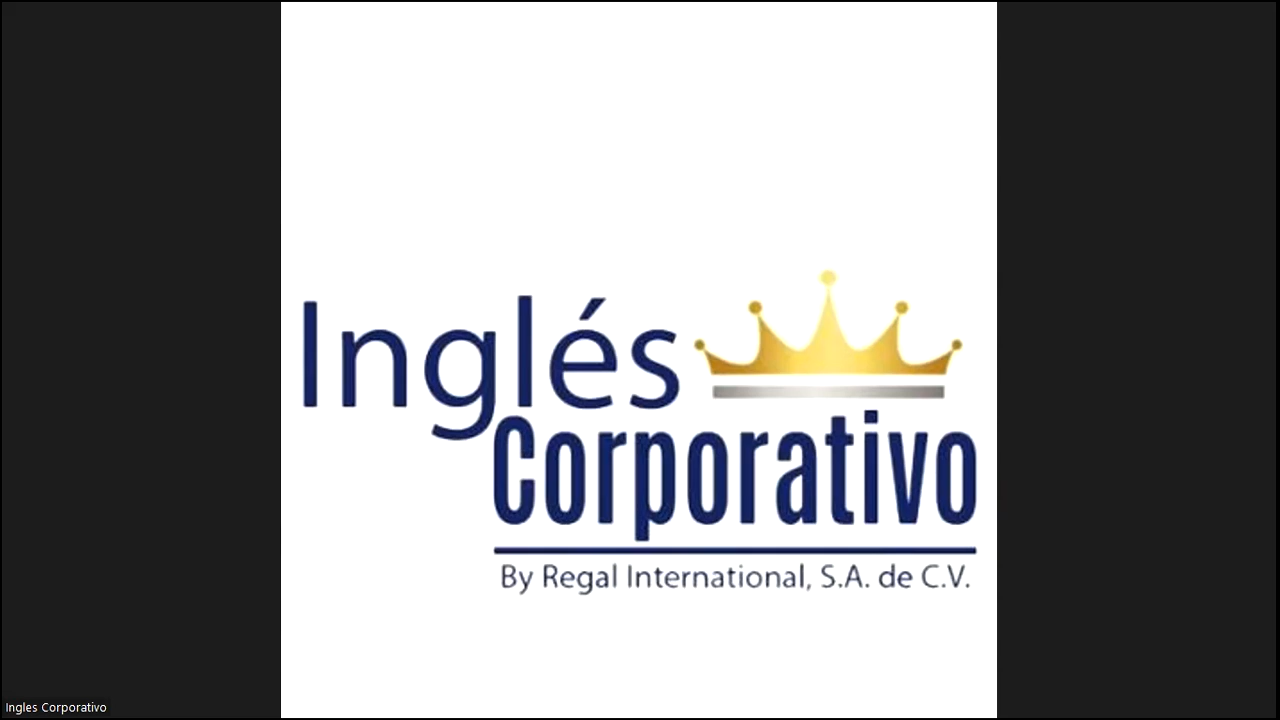 Inglés
Corporativo
By Regal International, S.A. de C.V.
Ingles Corporativo